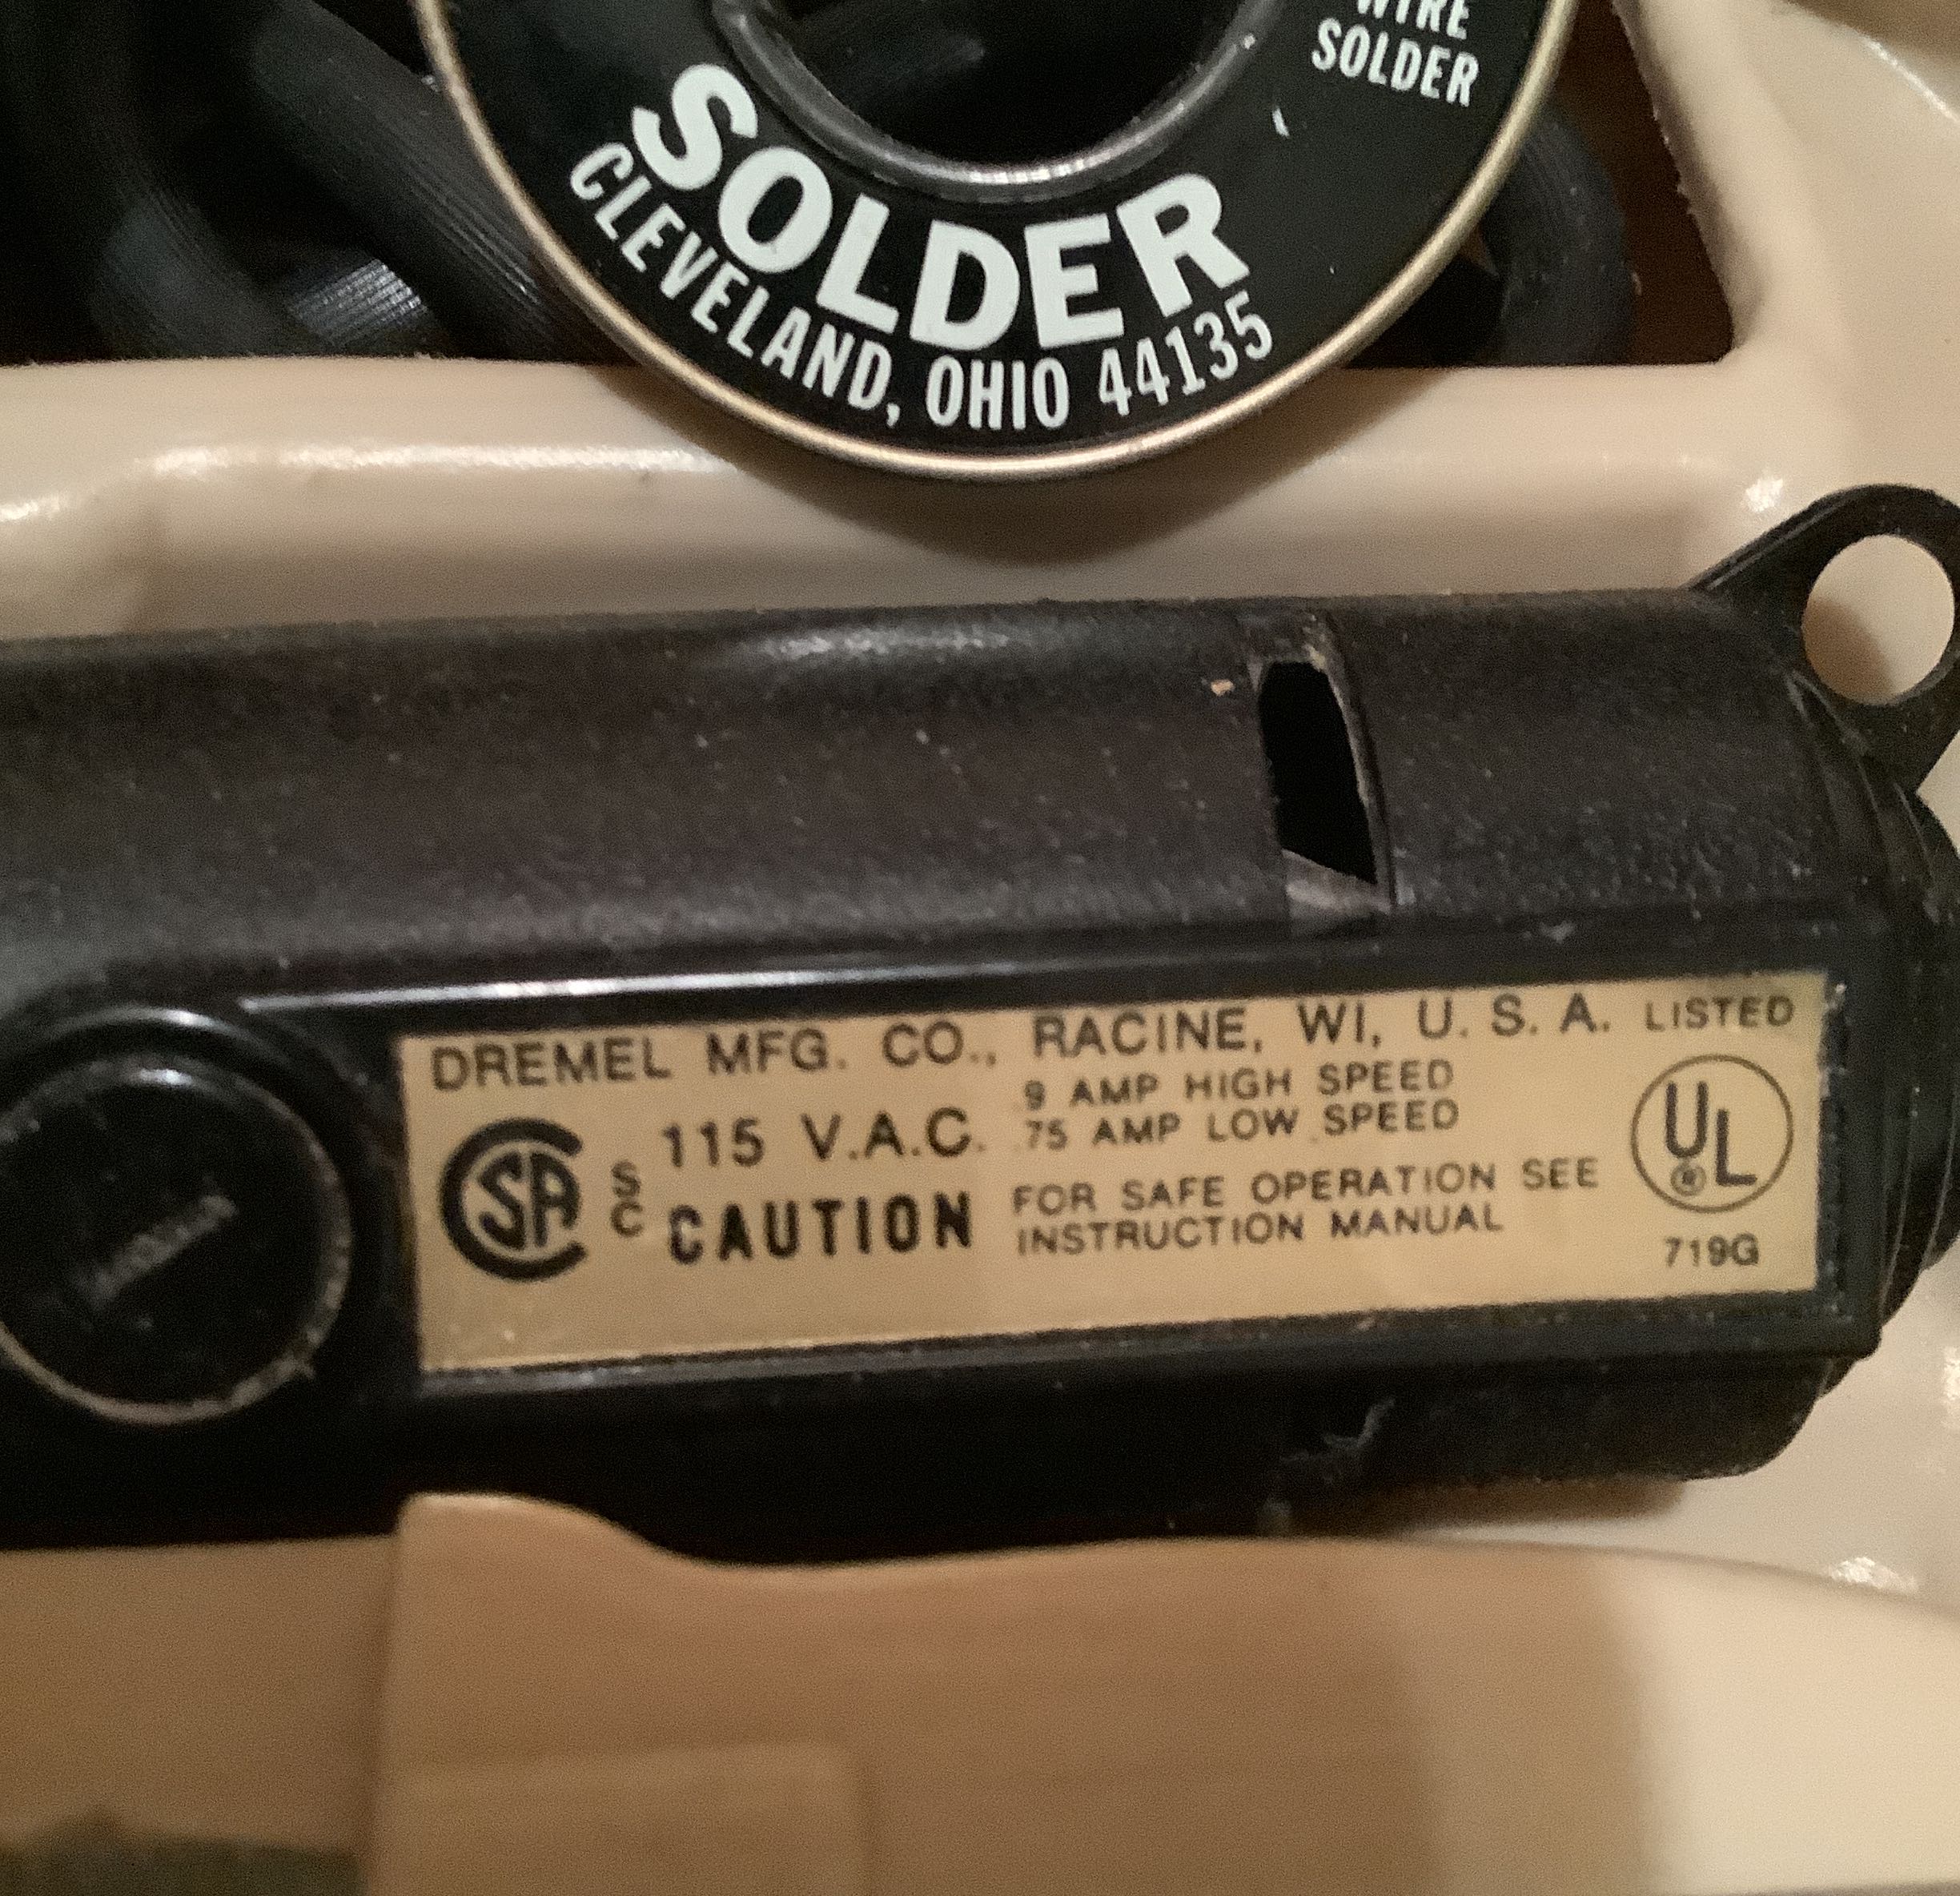 WIRE
SOLDER
SOLDER
CLEVELAND, OHIO 44135
DREMEL MFG. CO., RACINE, WI, U. S. A. LISTED
.9 AMP HIGH SPEED
115 V.A.C. .75 AMP LOW SPEED
SA
S
C
CAUTION FOR SAFE OPERATION SEE
INSTRUCTION MANUAL
UL
®
719G